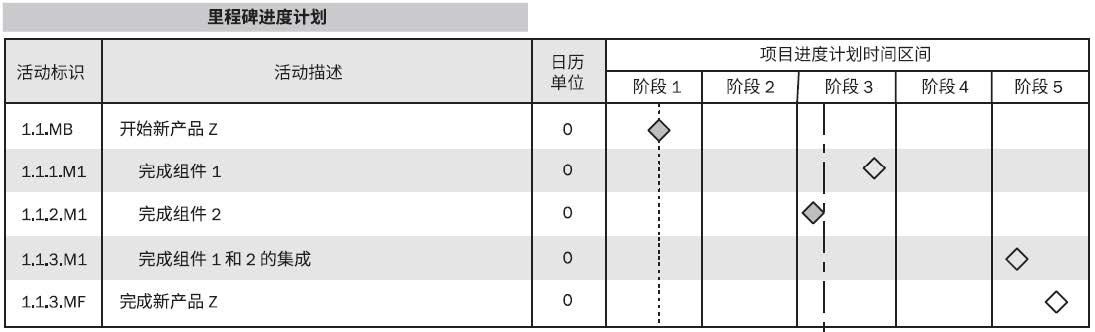 里程碑进度计划
活动标识 活动描述 日历单位 项目进度计划时间区间
阶段 1 阶段 2 阶段 3 阶段 4 阶段 5
1.1.MB 开始新产品 Z 0
1.1.1.M1 完成组件 1 0
1.1.2.M1 完成组件 2 0
1.1.3.M1 完成组件 1 和 2 的集成 0
1.1.3.MF 完成新产品 Z 0